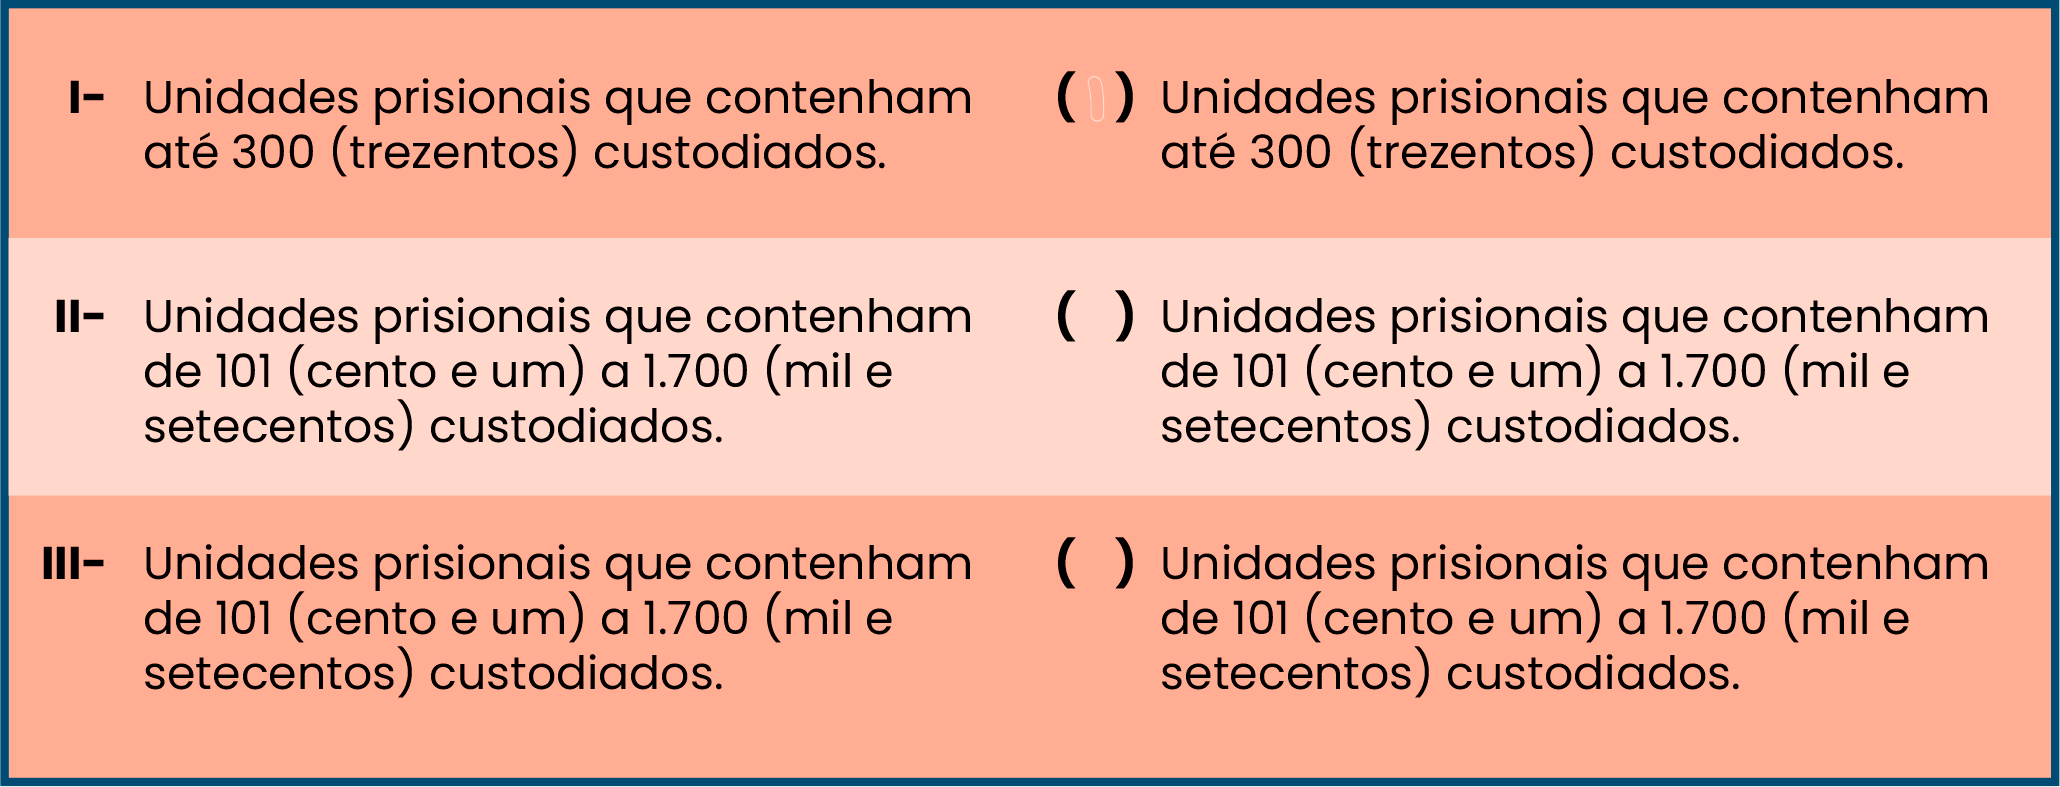 I- Unidades prisionais que contenham
até 300 (trezentos) custodiados.
( ) Unidades prisionais que contenham
até 300 (trezentos) custodiados.
II- Unidades prisionais que contenham
de 101 (cento e um) a 1.700 (mil e
setecentos) custodiados.
( ) Unidades prisionais que contenham
de 101 (cento e um) a 1.700 (mil e
setecentos) custodiados.
III- Unidades prisionais que contenham
de 101 (cento e um) a 1.700 (mil e
setecentos) custodiados.
( ) Unidades prisionais que contenham
de 101 (cento e um) a 1.700 (mil e
setecentos) custodiados.